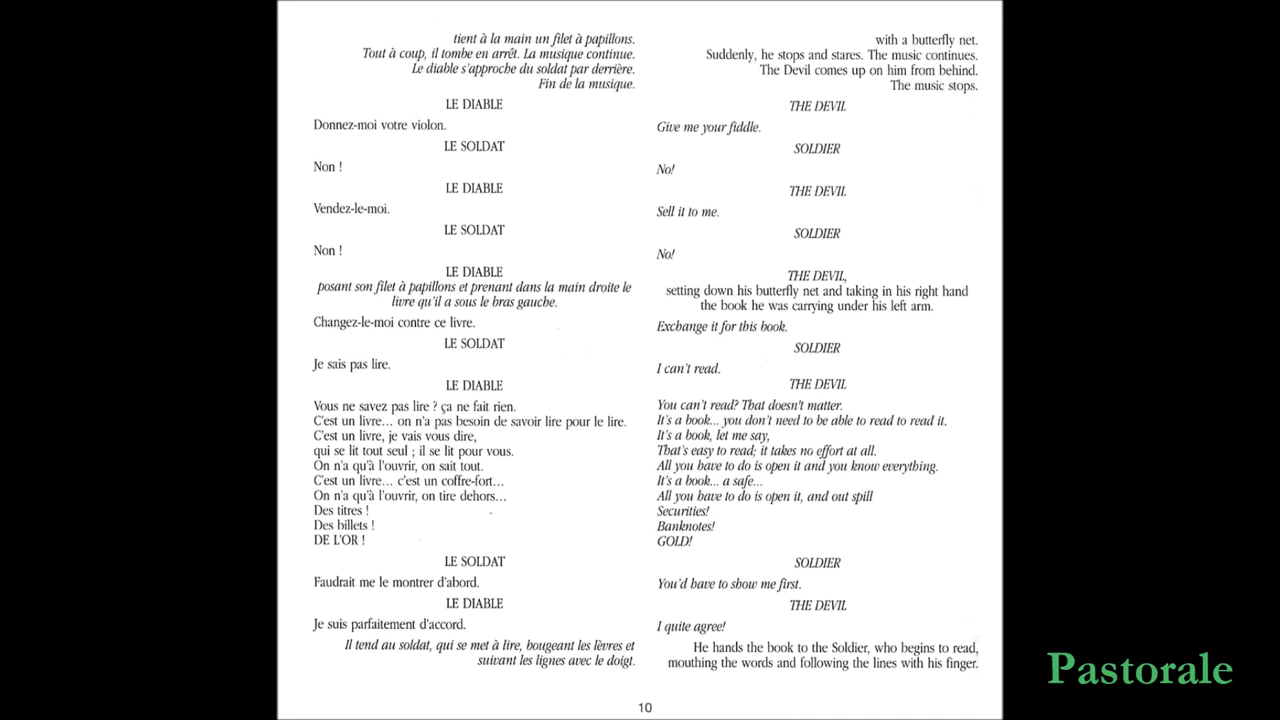 tient à la main un filet à papillons.
Tout à coup, il tombe en arrêt. La musique continue.
Le diable s'approche du soldat par derrière.
Fin de la musique.
LE DIABLE
Donnez-moi votre violon.
LE SOLDAT
Non !
LE DIABLE
Vendez-le-moi.
LE SOLDAT
Non !
LE DIABLE
posant son filet à papillons et prenant dans la main droite le
livre qu'il a sous le bras gauche.
Changez-le-moi contre ce livre.
LE SOLDAT
Je sais pas lire.
LE DIABLE
Vous ne savez pas lire ? ça ne fait rien.
C'est un livre... on n'a pas besoin de savoir lire pour le lire.
C'est un livre, je vais vous dire,
qui se lit tout seul ; il se lit pour vous.
On n'a qu'à l'ouvrir, on sait tout.
C'est un livre... c'est un coffre-fort...
On n'a qu'à l'ouvrir, on tire dehors...
Des titres !
Des billets !
DE L'OR !
LE SOLDAT
Faudrait me le montrer d'abord.
LE DIABLE
Je suis parfaitement d'accord.
Il tend au soldat, qui se met à lire, bougeant les lèvres et
suivant les lignes avec le doigt.
with a butterfly net.
Suddenly, he stops and stares. The music continues.
The Devil comes up on him from behind.
The music stops.
THE DEVIL
Give me your fiddle.
SOLDIER
No!
THE DEVIL
Sell it to me.
SOLDIER
No!
THE DEVIL,
setting down his butterfly net and taking in his right hand
the book he was carrying under his left arm.
Exchange it for this book.
SOLDIER
I can't read.
THE DEVIL
You can't read? That doesn't matter.
It's a book... you don't need to be able to read to read it.
It's a book, let me say,
That's easy to read; it takes no effort at all.
All you have to do is open it and you know everything.
It's a book... a safe...
All you have to do is open it, and out spill
Securities!
Banknotes!
GOLD!
SOLDIER
You'd have to show me first.
THE DEVIL
I quite agree!
He hands the book to the Soldier, who begins to read,
mouthing the words and following the lines with his finger.
10
Pastorale